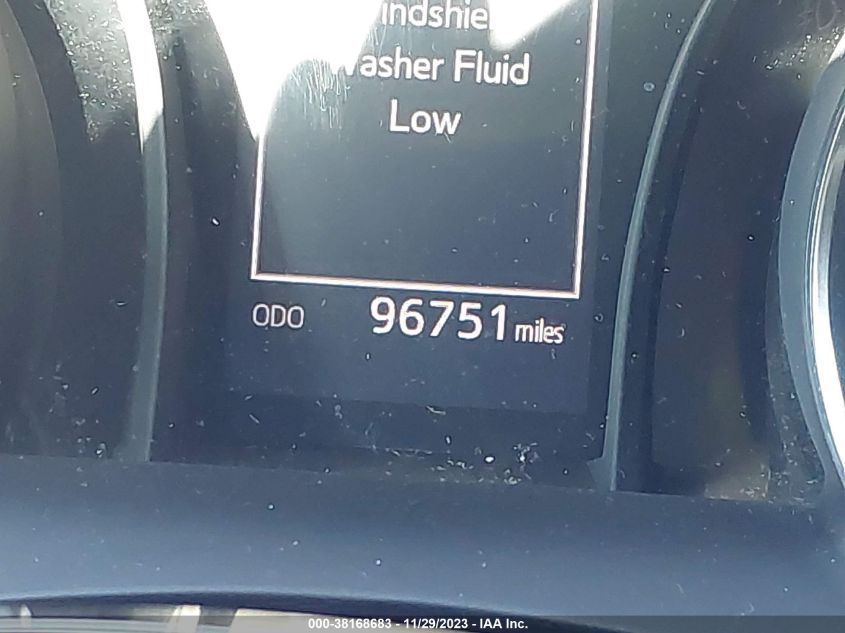 indshie
asher Fluid
Low
ODO 96751 miles
000-38168683 - 11/29/2023 - IAA Inc.